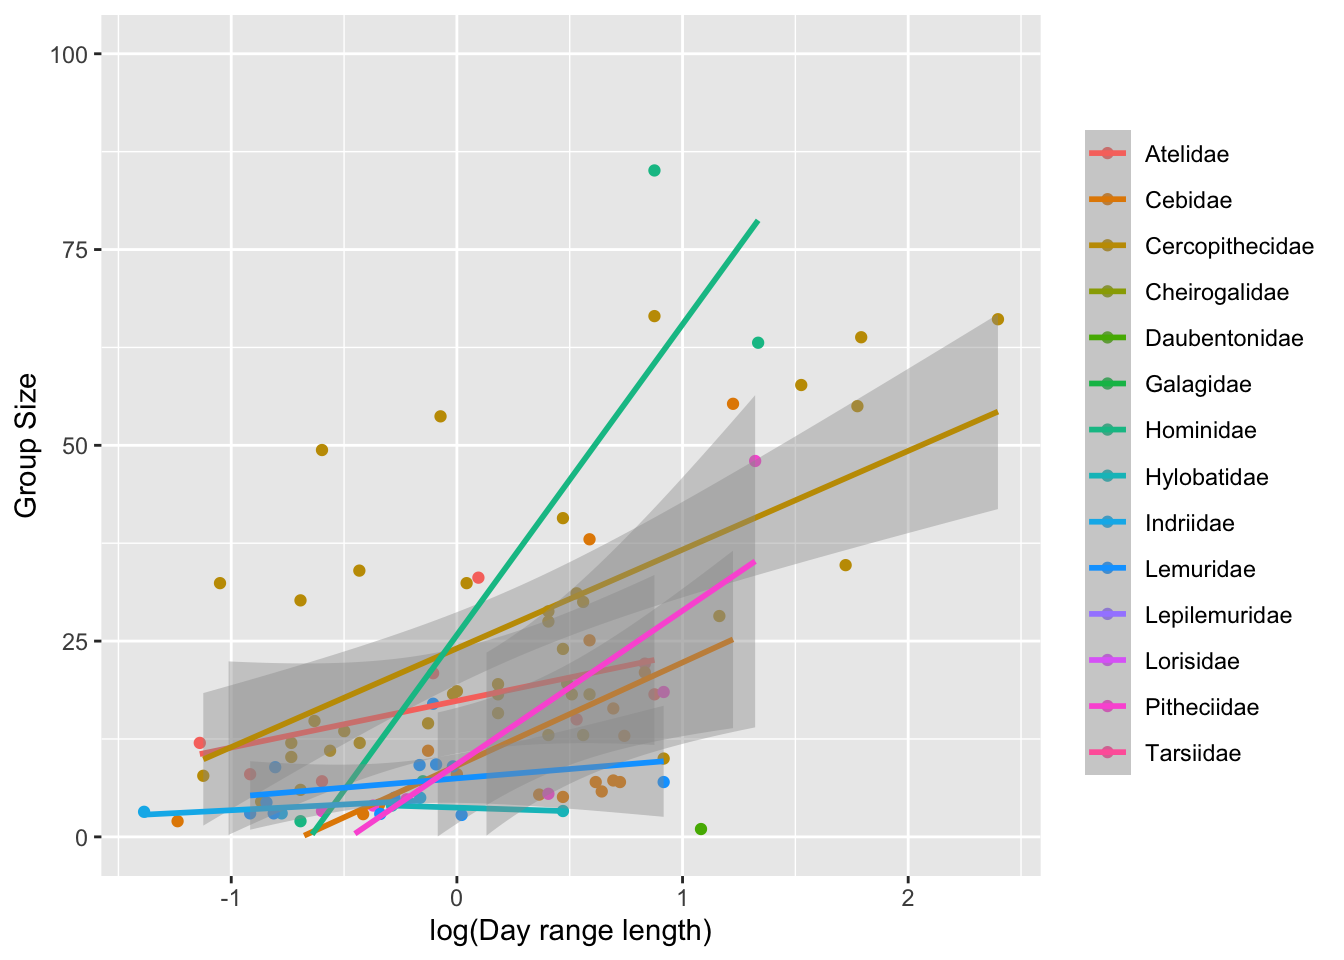 100
75
50
25
0
Group Size
-1
0
1
2
log(Day range length)
Atelidae
Cebidae
Cercopithecidae
Cheirogalidae
Daubentonidae
Galagidae
Hominidae
Hylobatidae
Indriidae
Lemuridae
Lepilemuridae
Lorisidae
Pitheciidae
Tarsiidae